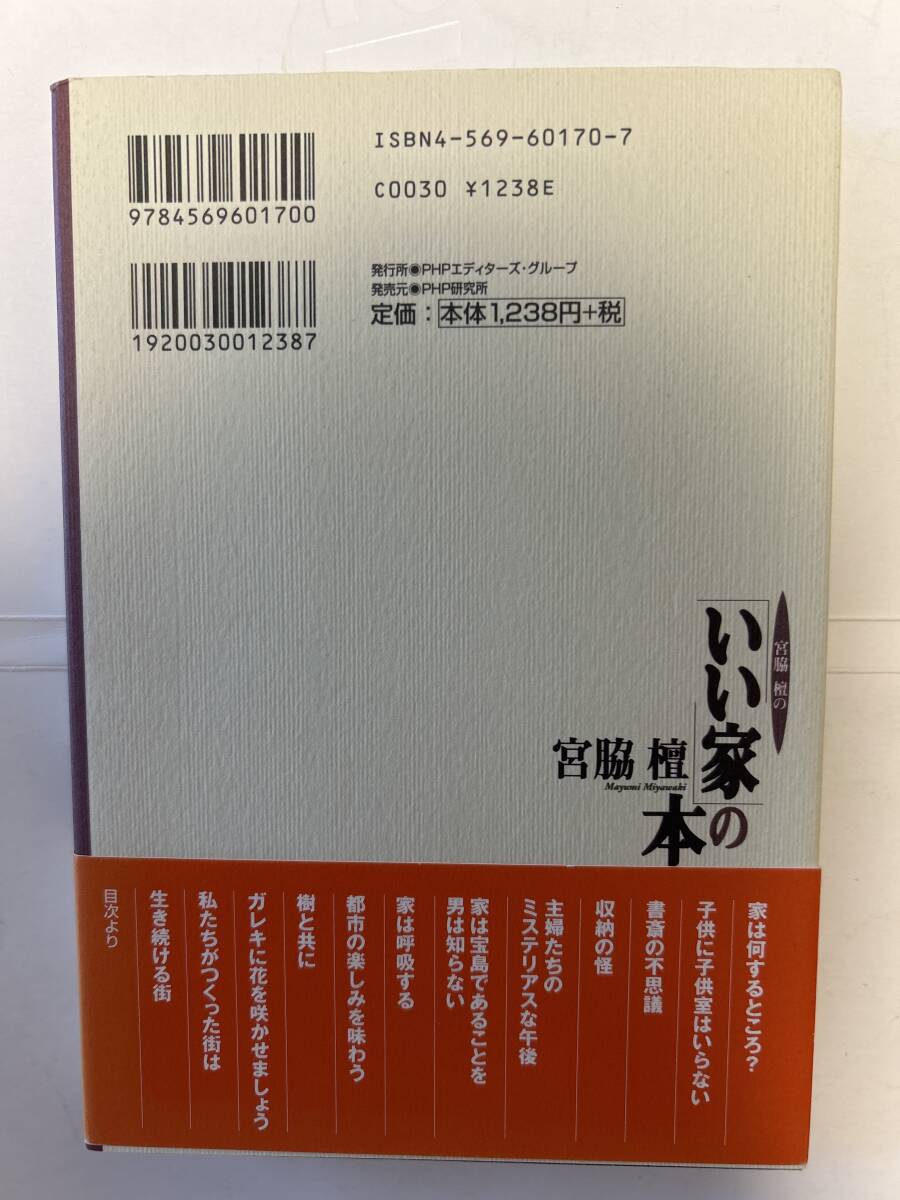 ISBN4-569-60170-7
C0030 ¥1238E
9784569601700
1920030012387
発行所●PHPエディターズ・グループ
発売元●PHP研究所
定価：本体1,238円+税
宮脇 檀の
「いい家」の
本
宮脇 檀
Mayumi Miyawaki
家は何するところ？
子供に子供室はいらない
書斎の不思議
収納の怪
主婦たちの
ミステリアスな午後
家は宝島であることを
男は知らない
家は呼吸する
都市の楽しみを味わう
樹と共に
ガレキに花を咲かせましょう
私たちがつくった街は
生き続ける街
目次より